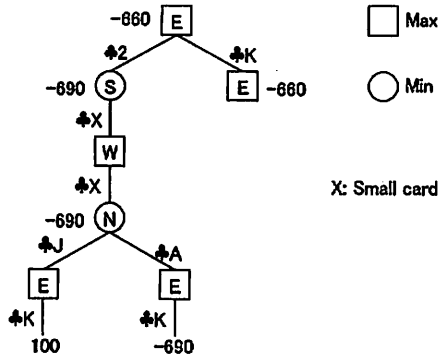 -660 E Max
♣2 ♣K
-690 S E -660 Min
♣X
W
♣X X: Small card
-690 N
♣J ♣A
E E
♣K ♣K
100 -690